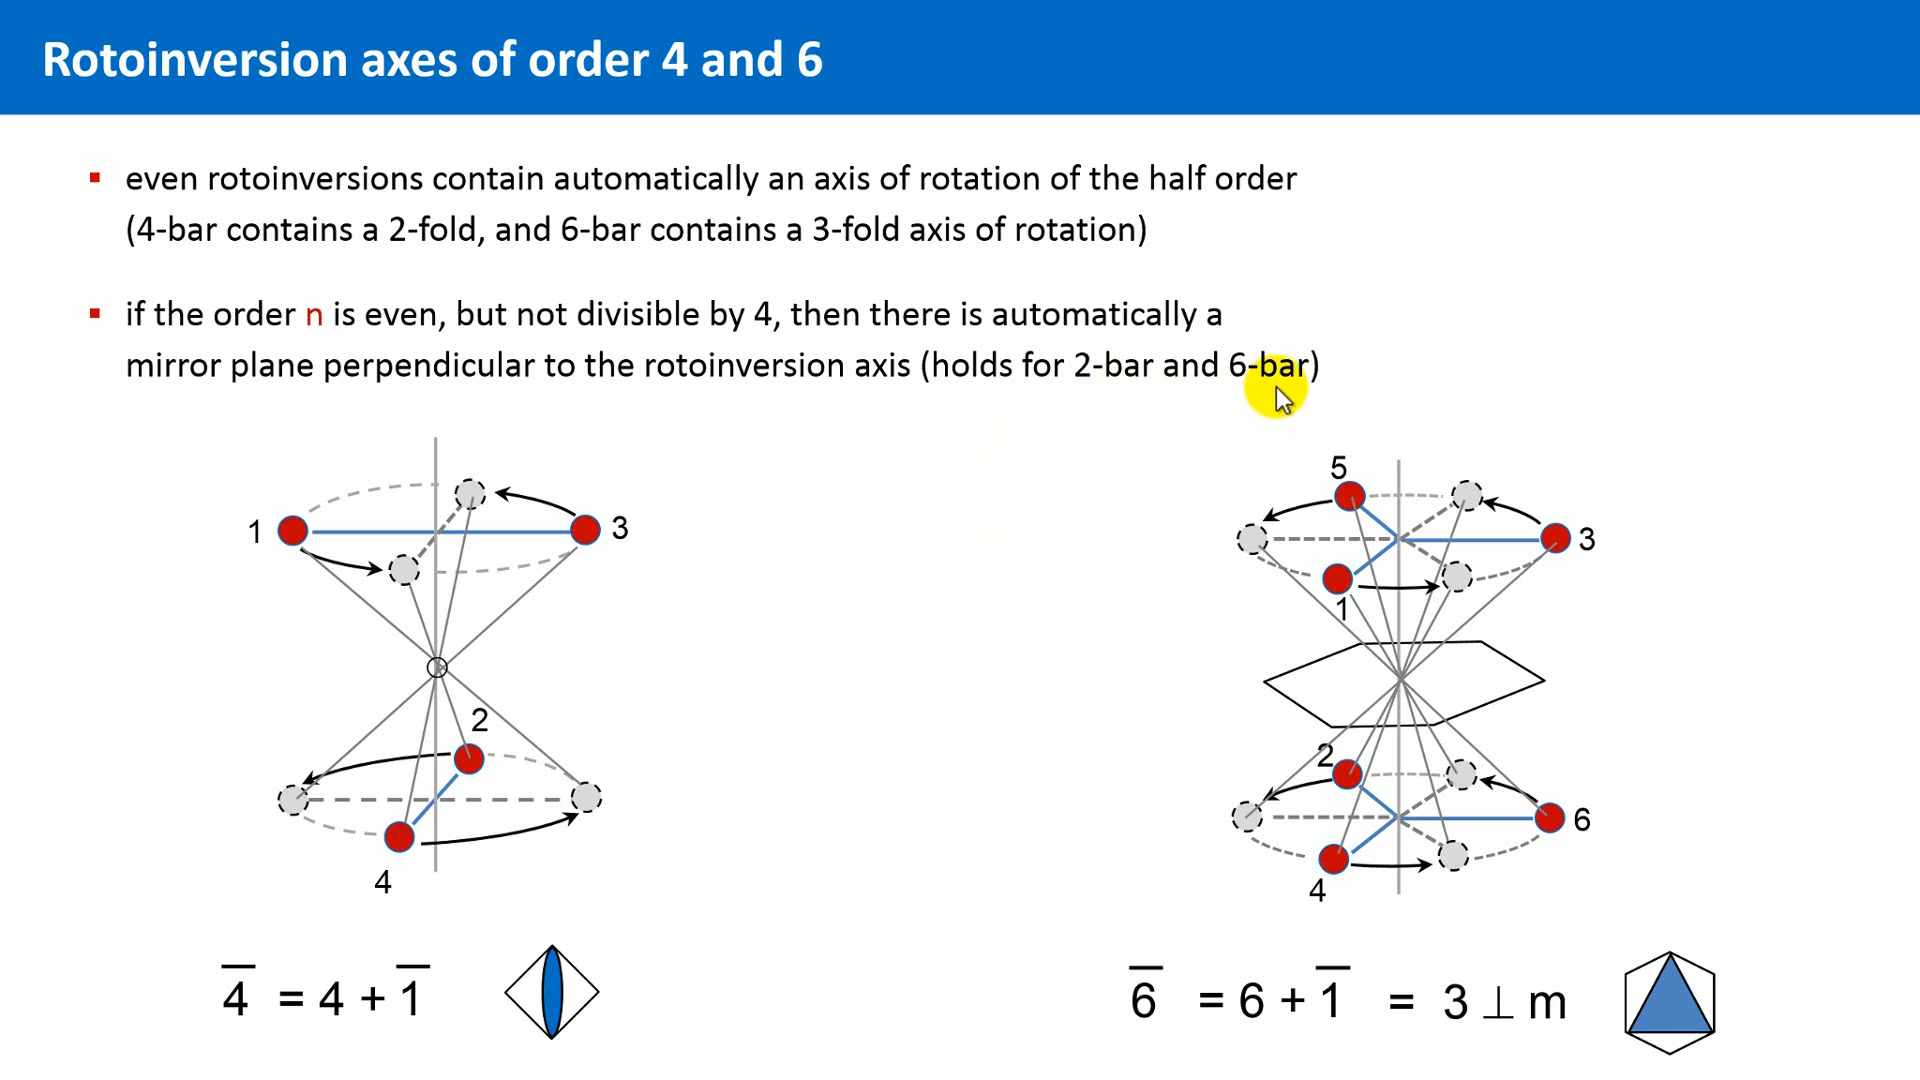 Rotoinversion axes of order 4 and 6
▪ even rotoinversions contain automatically an axis of rotation of the half order
(4-bar contains a 2-fold, and 6-bar contains a 3-fold axis of rotation)
▪ if the order n is even, but not divisible by 4, then there is automatically a
mirror plane perpendicular to the rotoinversion axis (holds for 2-bar and 6-bar)
1
3
2
4
5
3
1
2
6
4
4̅ = 4 + 1̅
6̅ = 6 + 1̅ = 3 ⊥ m